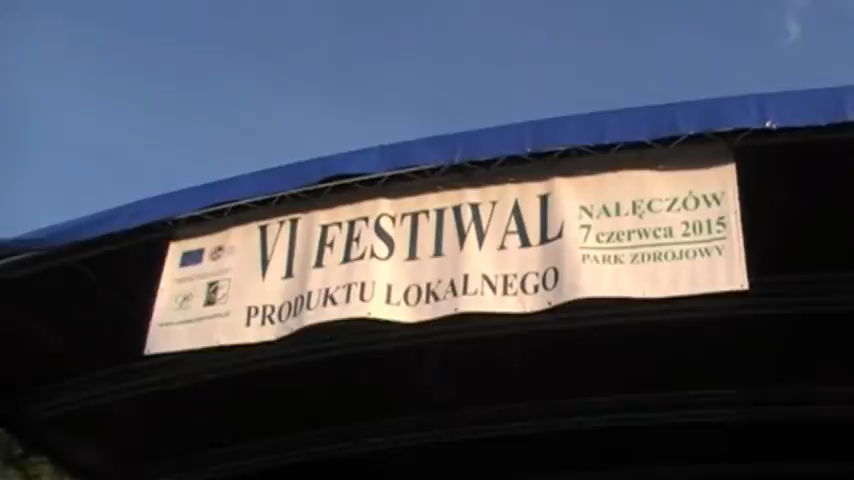 VI FESTIWAL
PRODUKTU LOKALNEGO
NAŁĘCZÓW
7 czerwca 2015
PARK ZDROJOWY